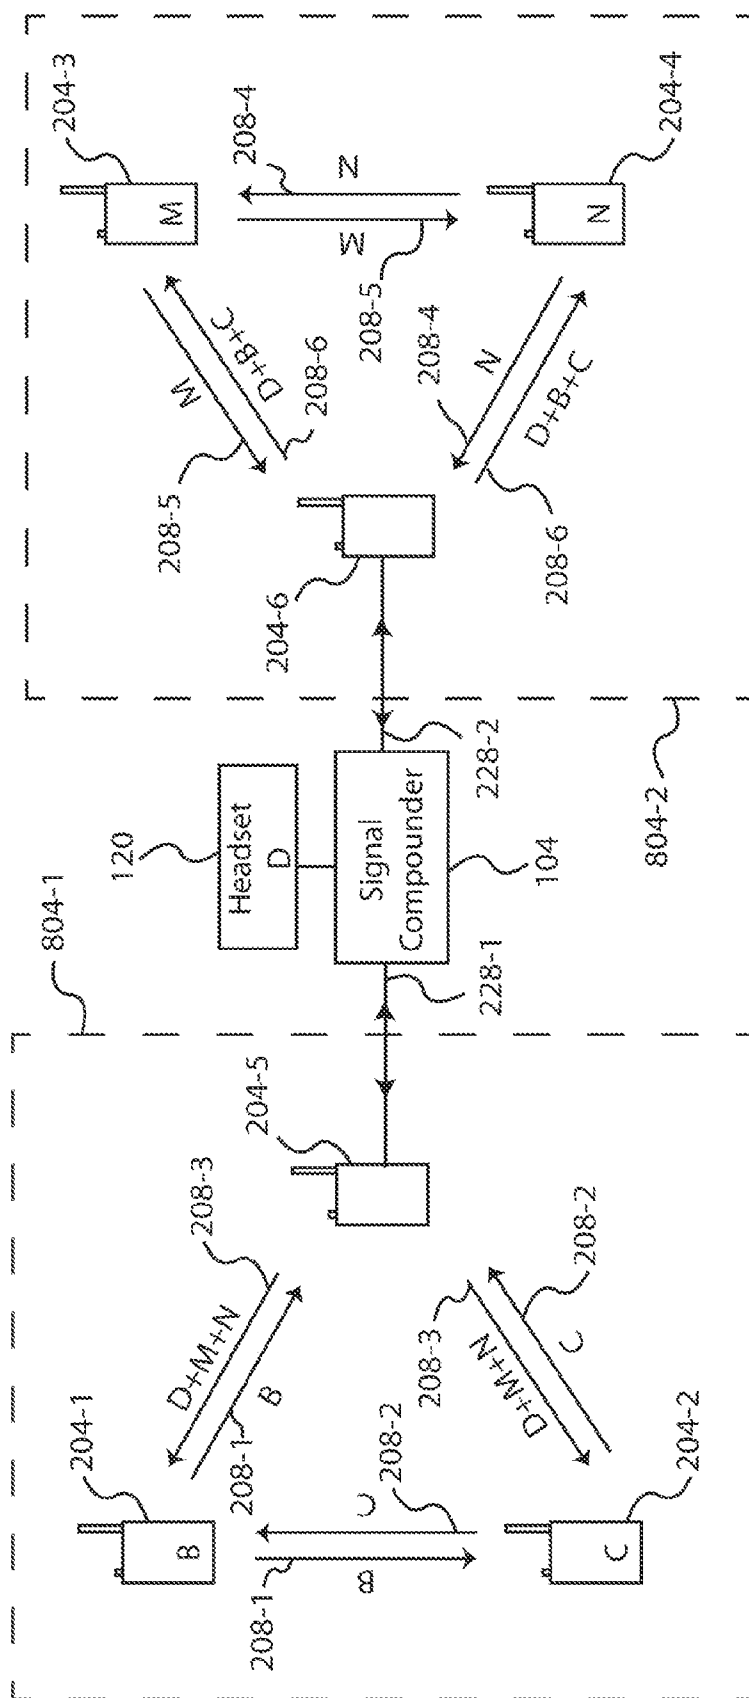 804-1
804-2
204-1
B
208-1
B
208-2
C
204-2
C
D+M+N
208-3
208-1
B
208-3
D+M+N
C
208-2
204-5
228-1
120
Headset
D
Signal
Compounder
104
228-2
204-6
208-5
M
D+B+C
208-6
208-4
N
D+B+C
208-6
204-3
M
208-4
N
M
208-5
204-4
N